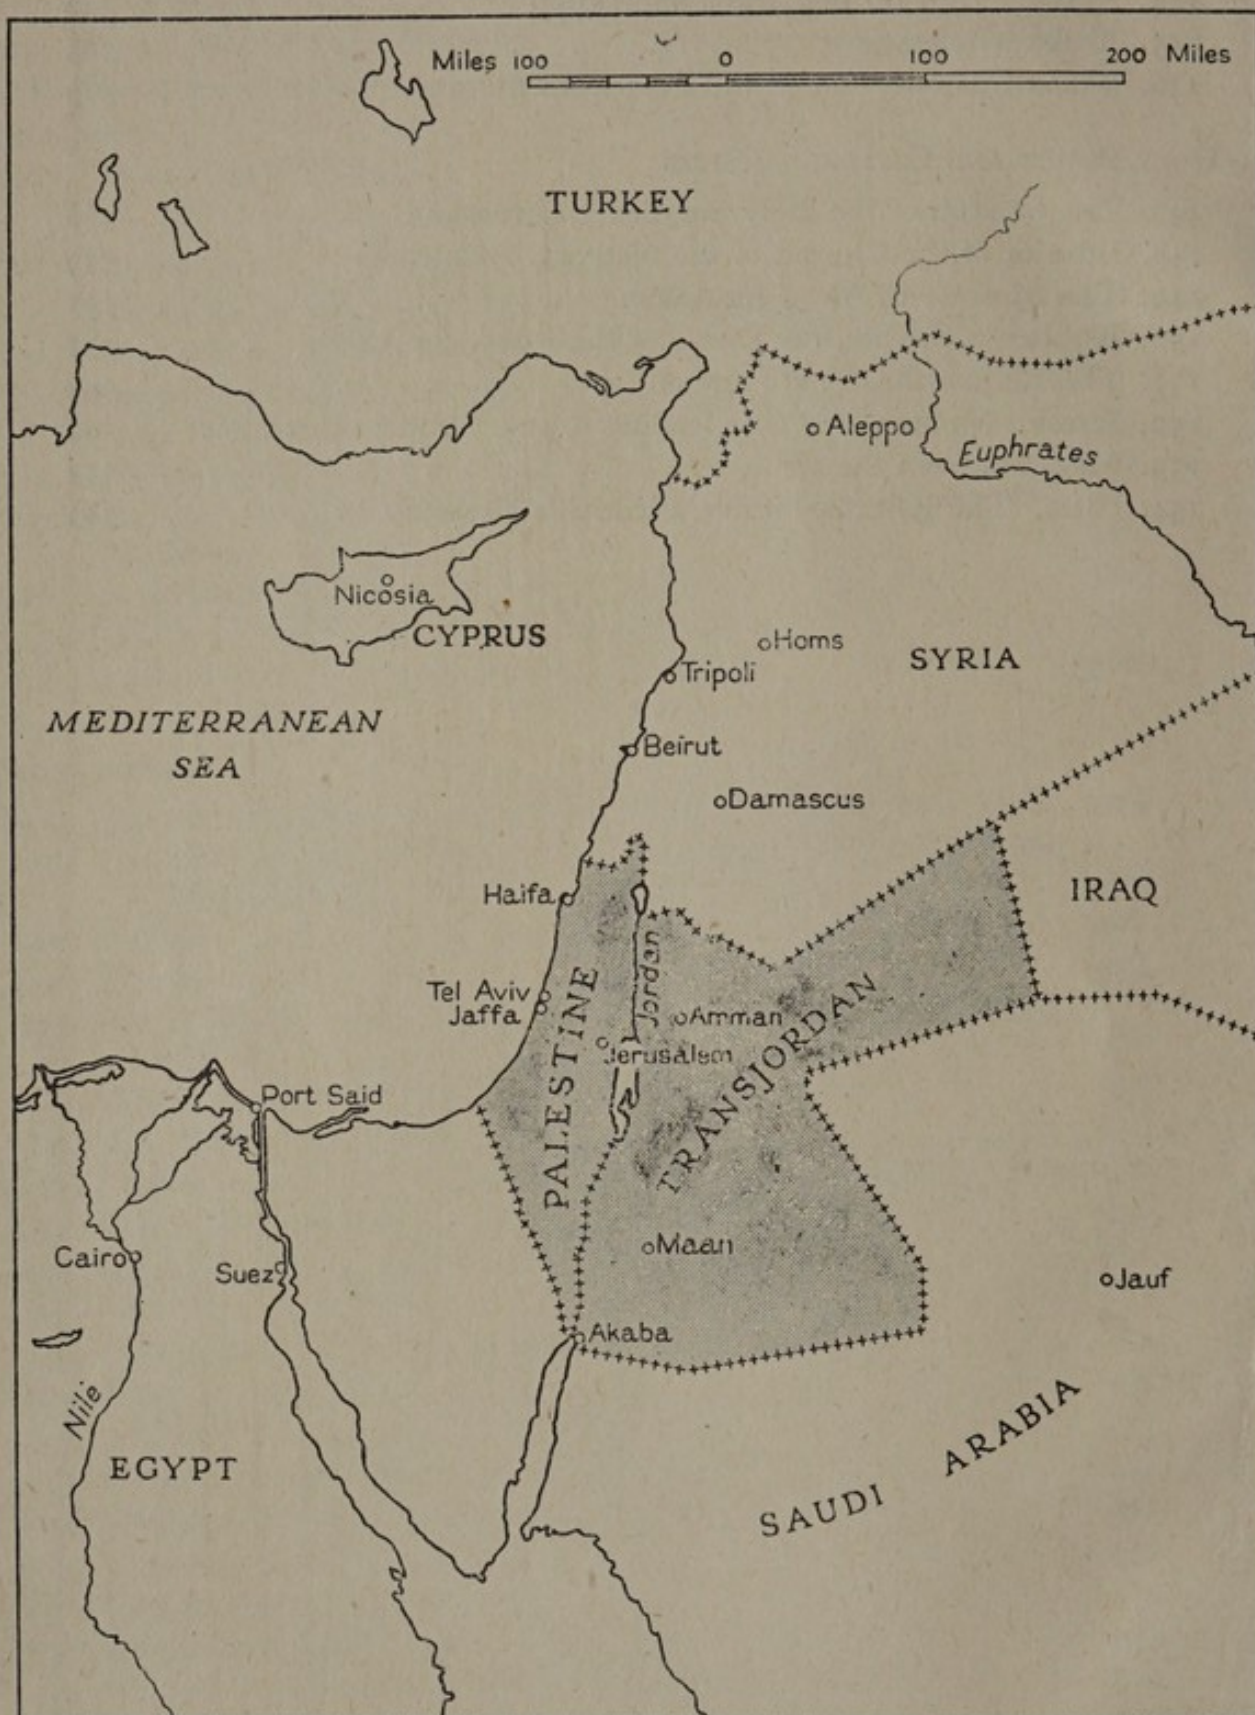 Miles 100 0 100 200 Miles
TURKEY
Aleppo
Euphrates
Nicosia
CYPRUS
Homs
SYRIA
Tripoli
MEDITERRANEAN
SEA
Beirut
Damascus
IRAQ
Haifa
Jordan
Tel Aviv
Jaffa
Amman
Jerusalem
PALESTINE
TRANSJORDAN
Port Said
Maan
Cairo
Suez
Jauf
Akaba
Nile
EGYPT
SAUDI ARABIA